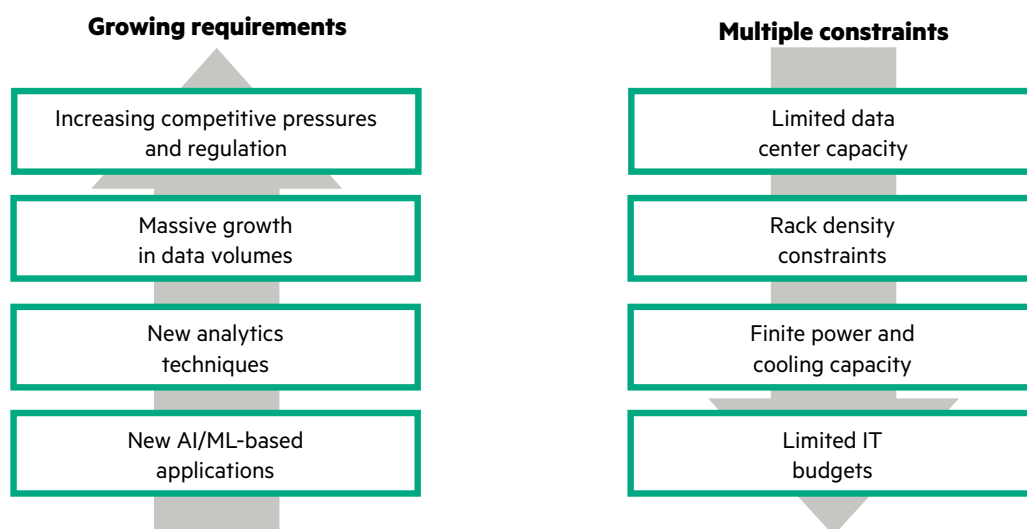 Growing requirements
Increasing competitive pressures
and regulation
Massive growth
in data volumes
New analytics
techniques
New AI/ML-based
applications
Multiple constraints
Limited data
center capacity
Rack density
constraints
Finite power and
cooling capacity
Limited IT
budgets